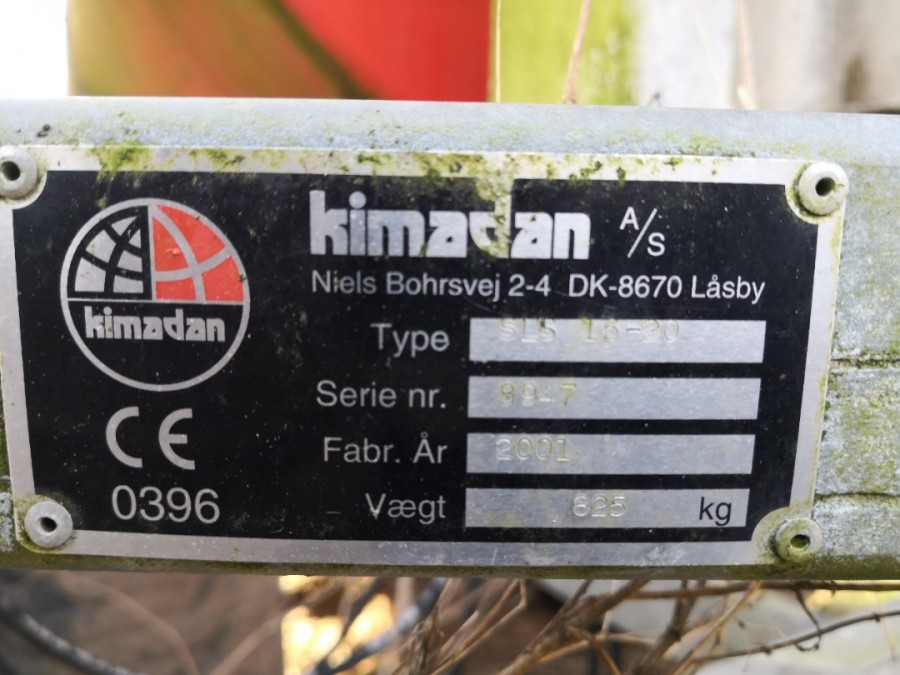 kimadan
CE
0396
kimadan A/S
Niels Bohrsvej 2-4 DK-8670 Låsby
Type
Serie nr.
Fabr. År 2001
Vægt 625 kg